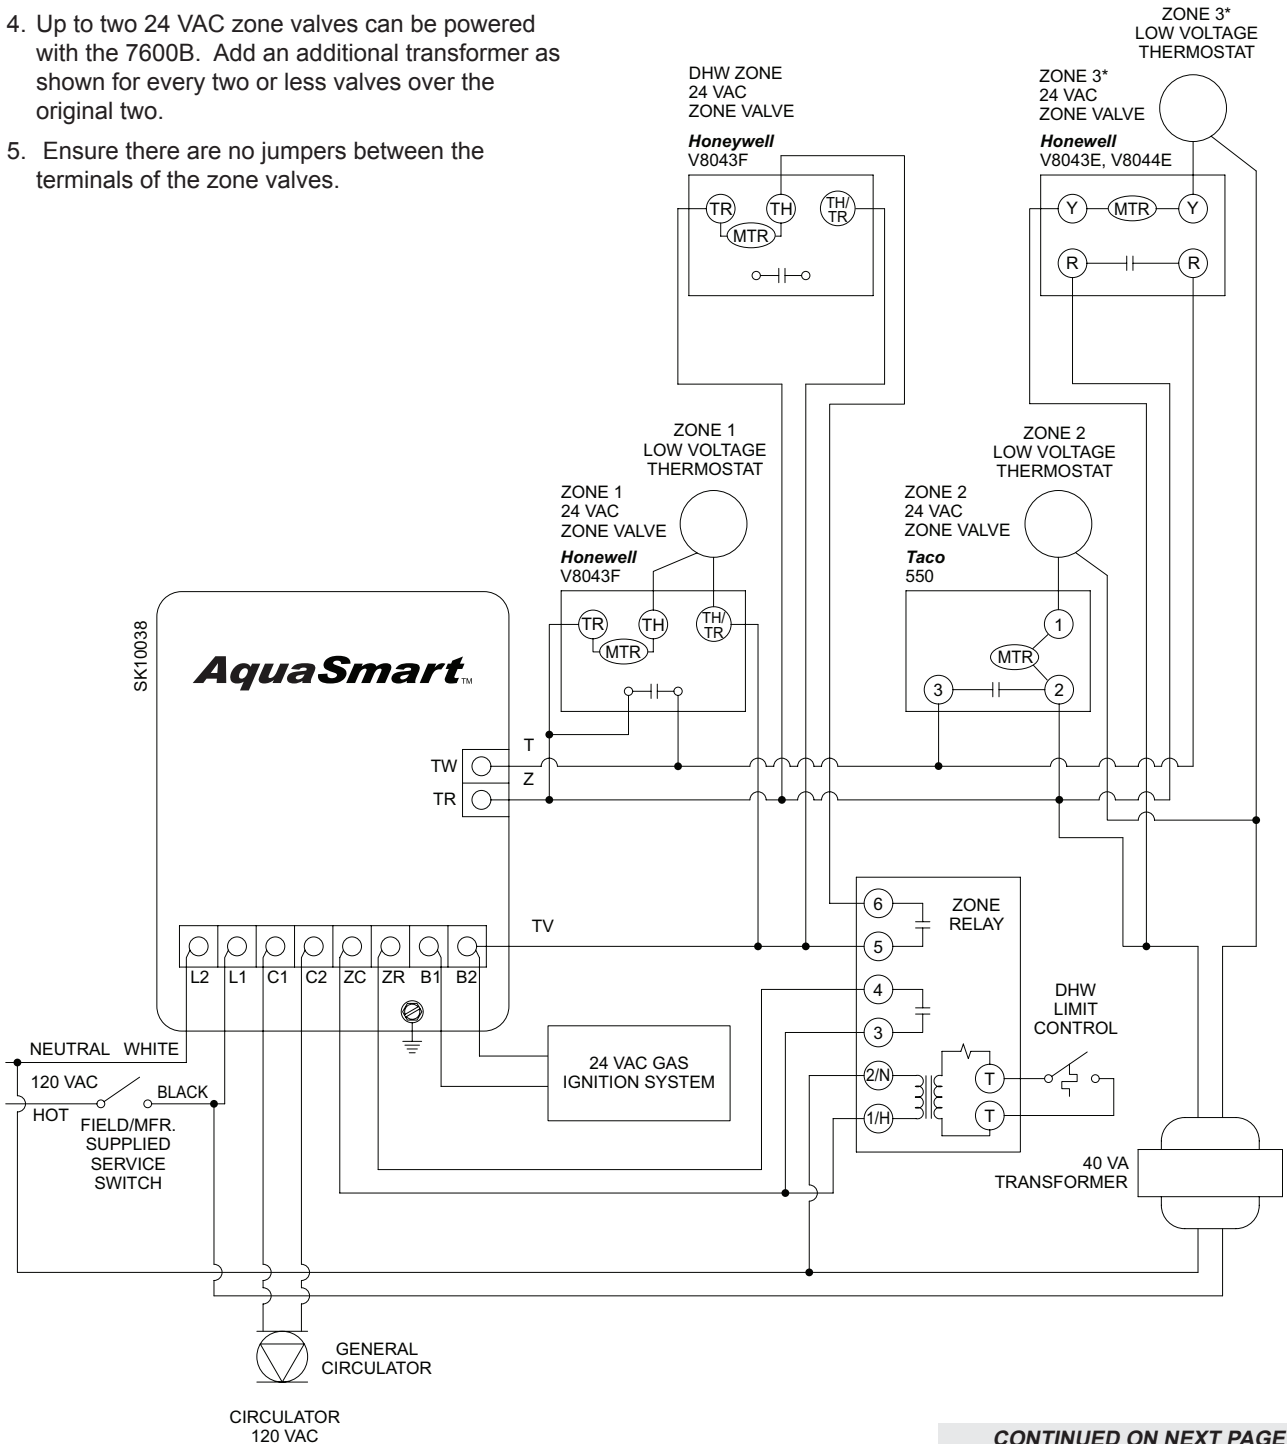 4. Up to two 24 VAC zone valves can be powered
with the 7600B.  Add an additional transformer as
shown for every two or less valves over the
original two.
5.  Ensure there are no jumpers between the
terminals of the zone valves.
ZONE 3*
LOW VOLTAGE
THERMOSTAT
DHW ZONE
24 VAC
ZONE VALVE
Honeywell
V8043F
TR
TH
TH/
TR
MTR
ZONE 3*
24 VAC
ZONE VALVE
Honewell
V8043E, V8044E
Y
MTR
Y
R
R
ZONE 1
LOW VOLTAGE
THERMOSTAT
ZONE 1
24 VAC
ZONE VALVE
Honewell
V8043F
TR
TH
TH/
TR
MTR
ZONE 2
LOW VOLTAGE
THERMOSTAT
ZONE 2
24 VAC
ZONE VALVE
Taco
550
1
MTR
3
2
SK10038
AquaSmart™
TW
T
TR
Z
TV
L2
L1
C1
C2
ZC
ZR
B1
B2
6
ZONE
RELAY
5
4
3
2/N
1/H
T
T
DHW
LIMIT
CONTROL
24 VAC GAS
IGNITION SYSTEM
NEUTRAL WHITE
120 VAC
BLACK
HOT
FIELD/MFR.
SUPPLIED
SERVICE
SWITCH
40 VA
TRANSFORMER
GENERAL
CIRCULATOR
CIRCULATOR
120 VAC
CONTINUED ON NEXT PAGE